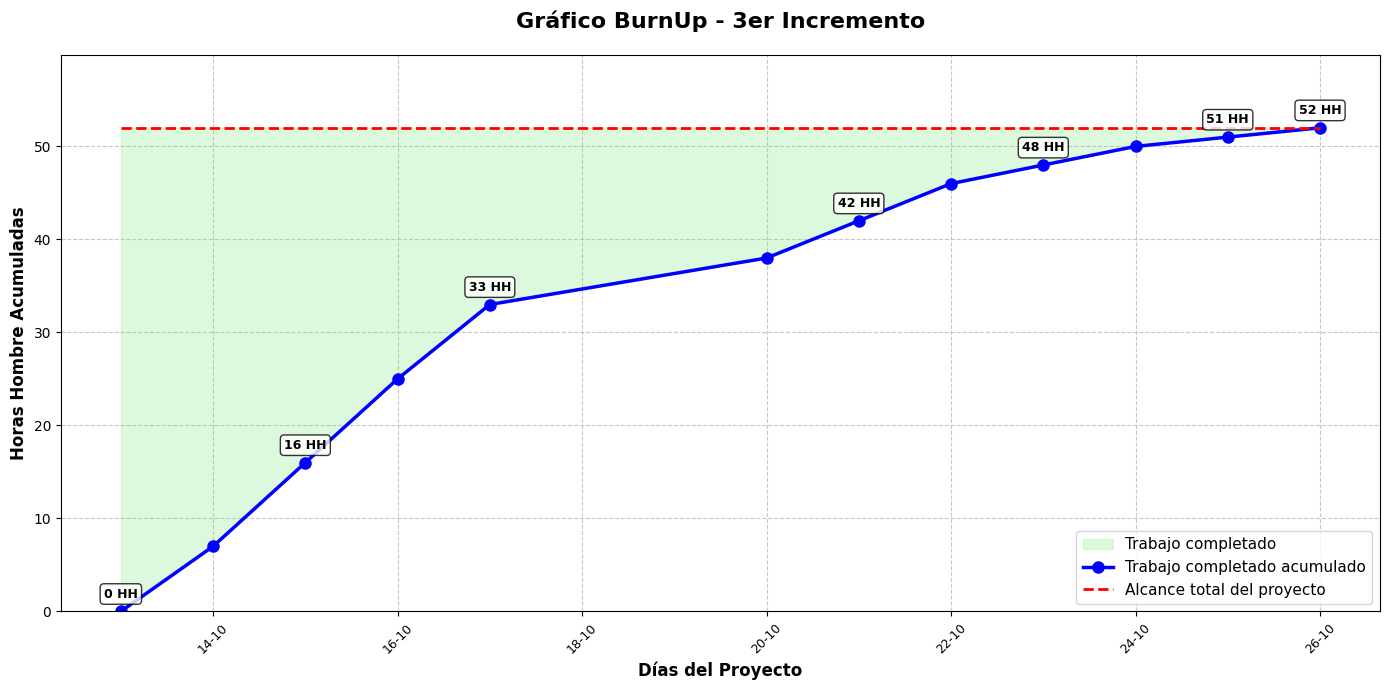 Gráfico BurnUp - 3er Incremento
Horas Hombre Acumuladas
50
40
30
20
10
0
0 HH
16 HH
33 HH
42 HH
48 HH
51 HH
52 HH
Trabajo completado
Trabajo completado acumulado
Alcance total del proyecto
14-10
16-10
18-10
20-10
22-10
24-10
26-10
Días del Proyecto